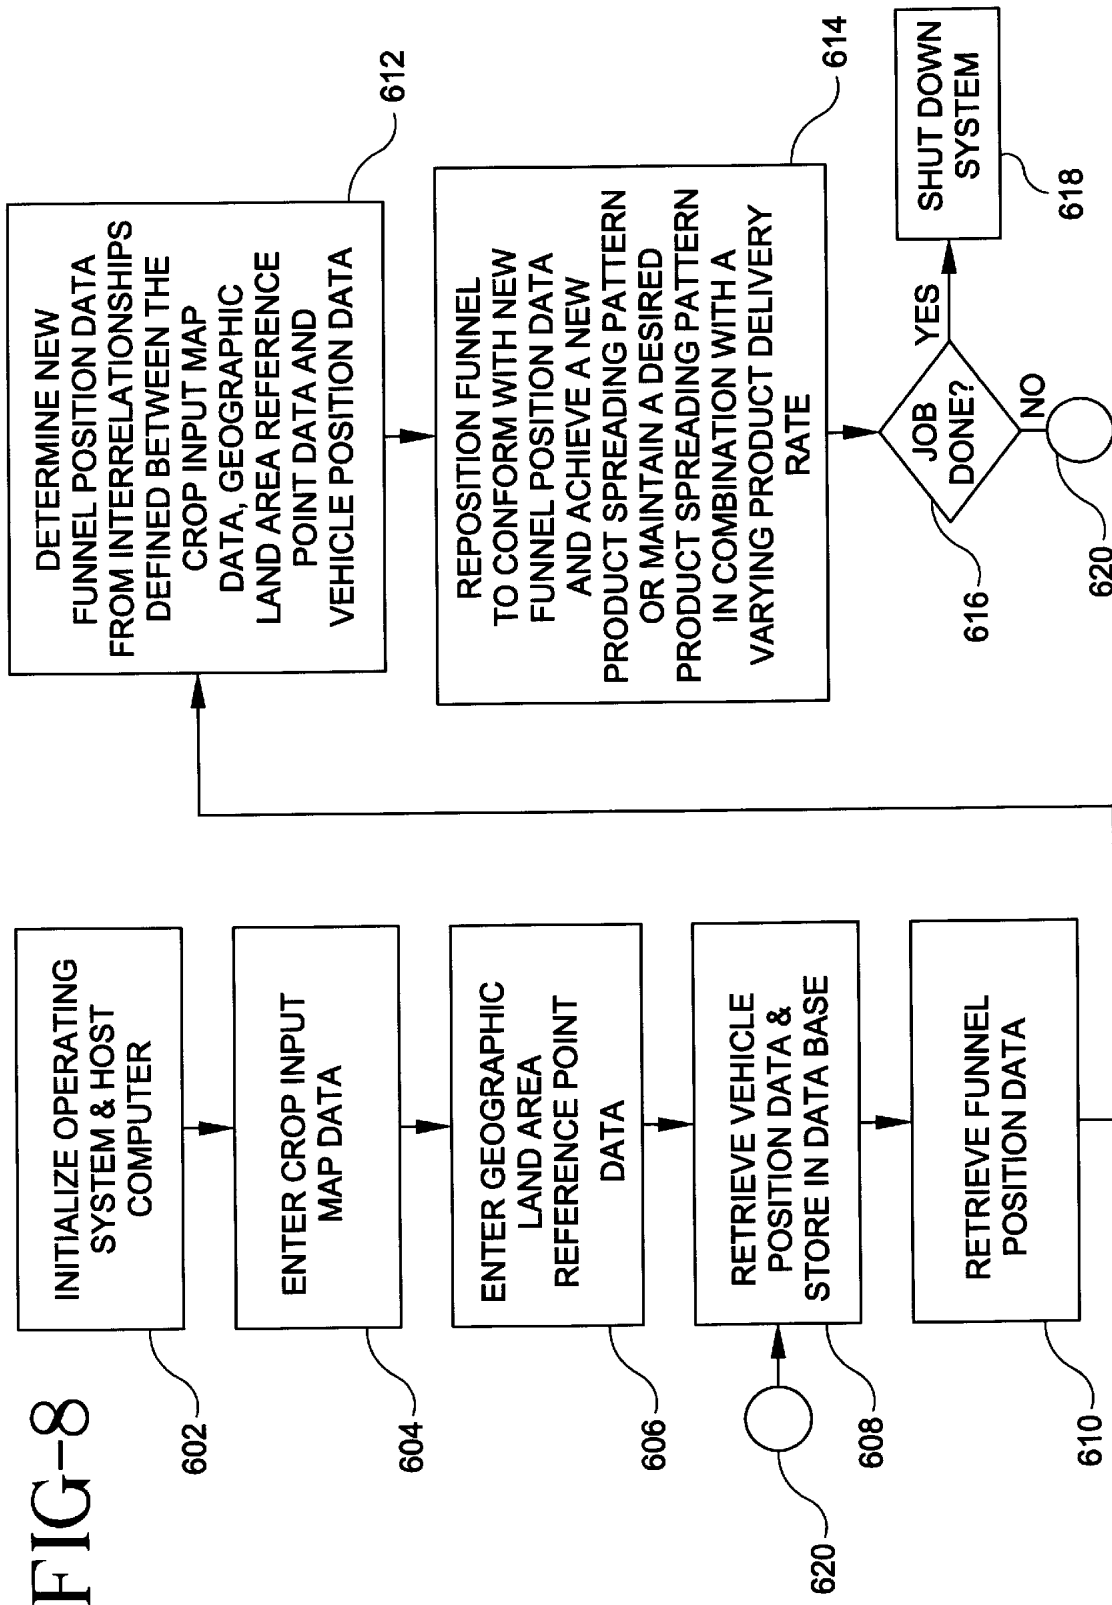 FIG-8
INITIALIZE OPERATING
SYSTEM & HOST
COMPUTER
602
ENTER CROP INPUT
MAP DATA
604
ENTER GEOGRAPHIC
LAND AREA
REFERENCE POINT
DATA
606
620
RETRIEVE VEHICLE
POSITION DATA &
STORE IN DATA BASE
608
RETRIEVE FUNNEL
POSITION DATA
610
DETERMINE NEW
FUNNEL POSITION DATA
FROM INTERRELATIONSHIPS
DEFINED BETWEEN THE
CROP INPUT MAP
DATA, GEOGRAPHIC
LAND AREA REFERENCE
POINT DATA AND
VEHICLE POSITION DATA
612
REPOSITION FUNNEL
TO CONFORM WITH NEW
FUNNEL POSITION DATA
AND ACHIEVE A NEW
PRODUCT SPREADING PATTERN
OR MAINTAIN A DESIRED
PRODUCT SPREADING PATTERN
IN COMBINATION WITH A
VARYING PRODUCT DELIVERY
RATE
614
JOB
DONE?
616
YES
SHUT DOWN
SYSTEM
618
NO
620